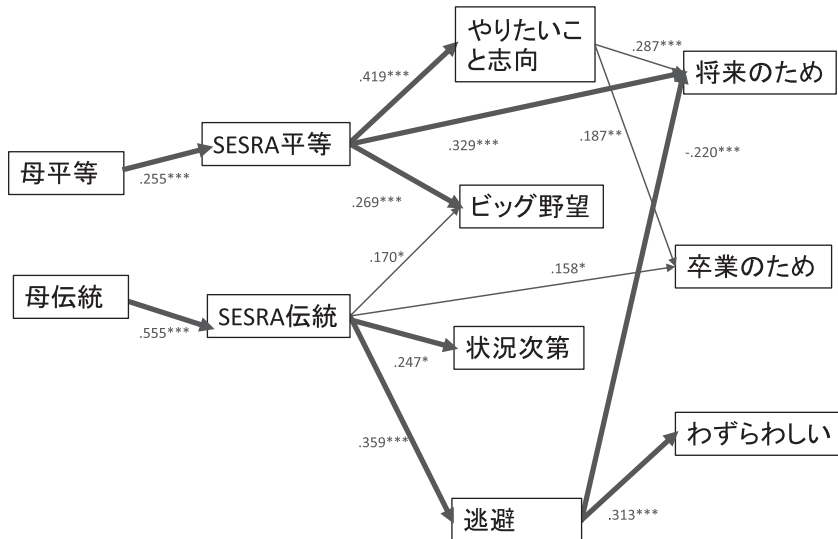 やりたいこ
と志向
.287***
将来のため
.419***
SESRA平等
.329***
.187**
-.220***
母平等
.255***
.269***
ビッグ野望
.170*
.158*
卒業のため
母伝統
.555***
SESRA伝統
.247*
状況次第
.359***
わずらわしい
逃避
.313***